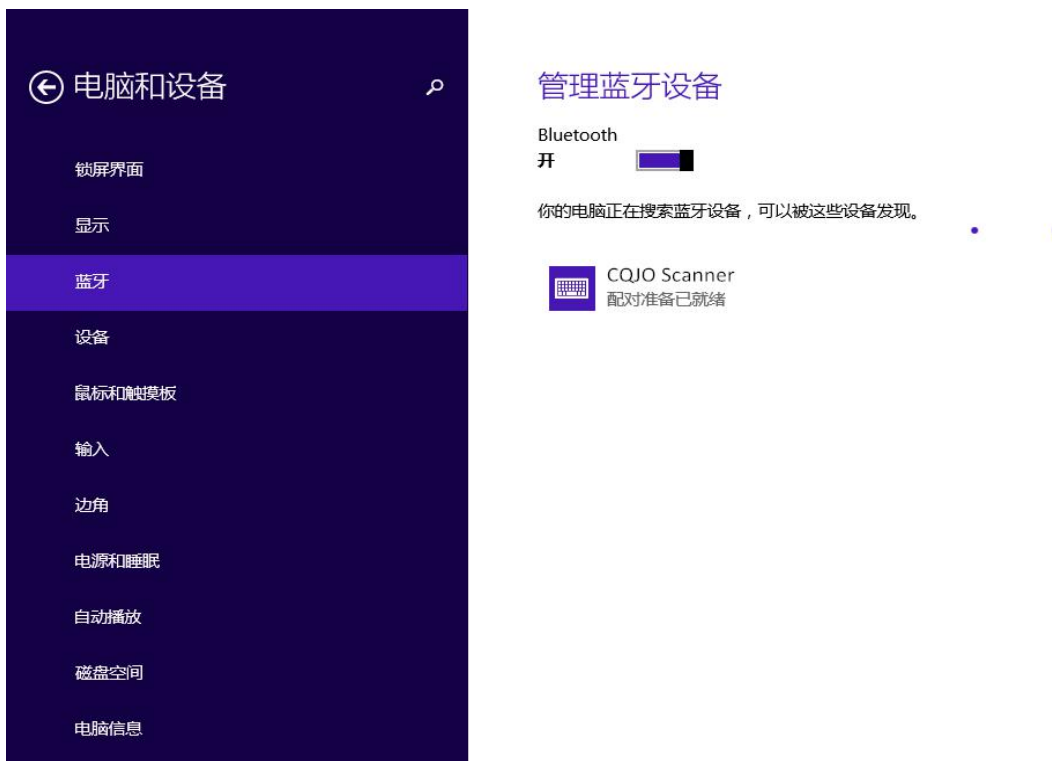 电脑和设备
锁屏界面
显示
蓝牙
设备
鼠标和触摸板
输入
边角
电源和睡眠
自动播放
磁盘空间
电脑信息
管理蓝牙设备
Bluetooth
开
你的电脑正在搜索蓝牙设备，可以被这些设备发现。
CQJO Scanner
配对准备已就绪